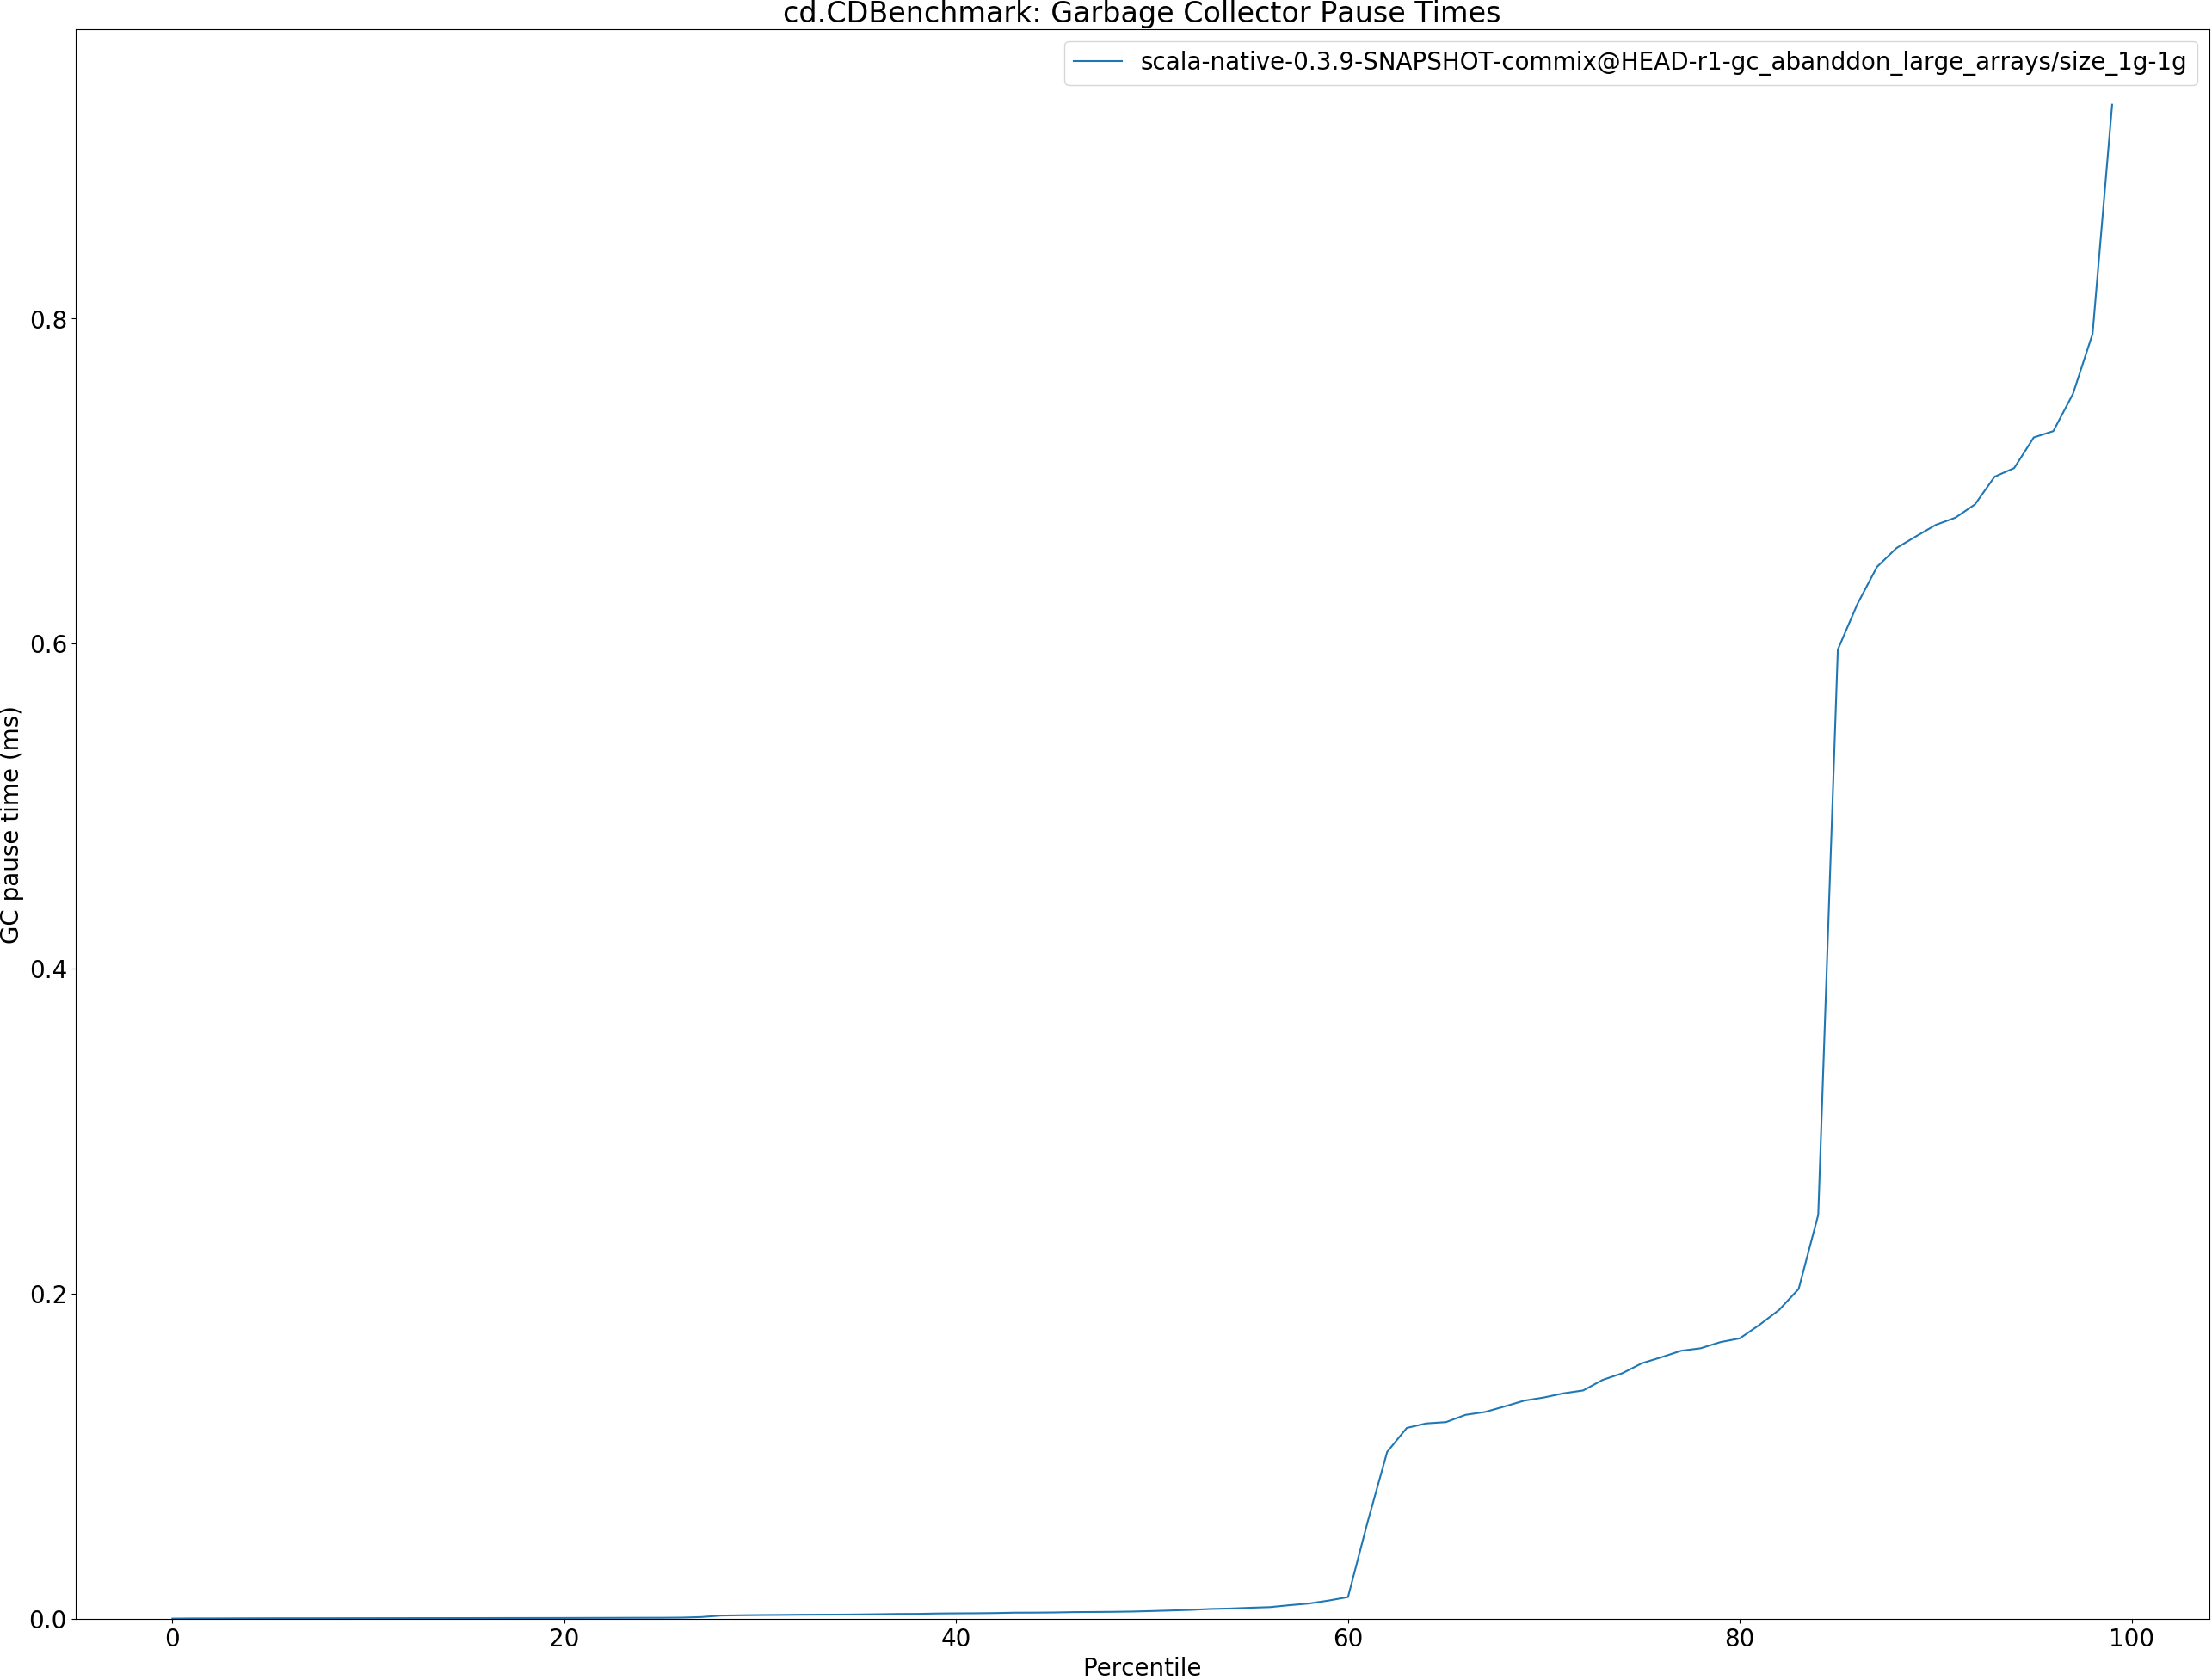 cd.CDBenchmark: Garbage Collector Pause Times
scala-native-0.3.9-SNAPSHOT-commix@HEAD-r1-gc_abanddon_large_arrays/size_1g-1g
GC pause time (ms)
0.8
0.6
0.4
0.2
0.0
0 20 40 60 80 100
Percentile